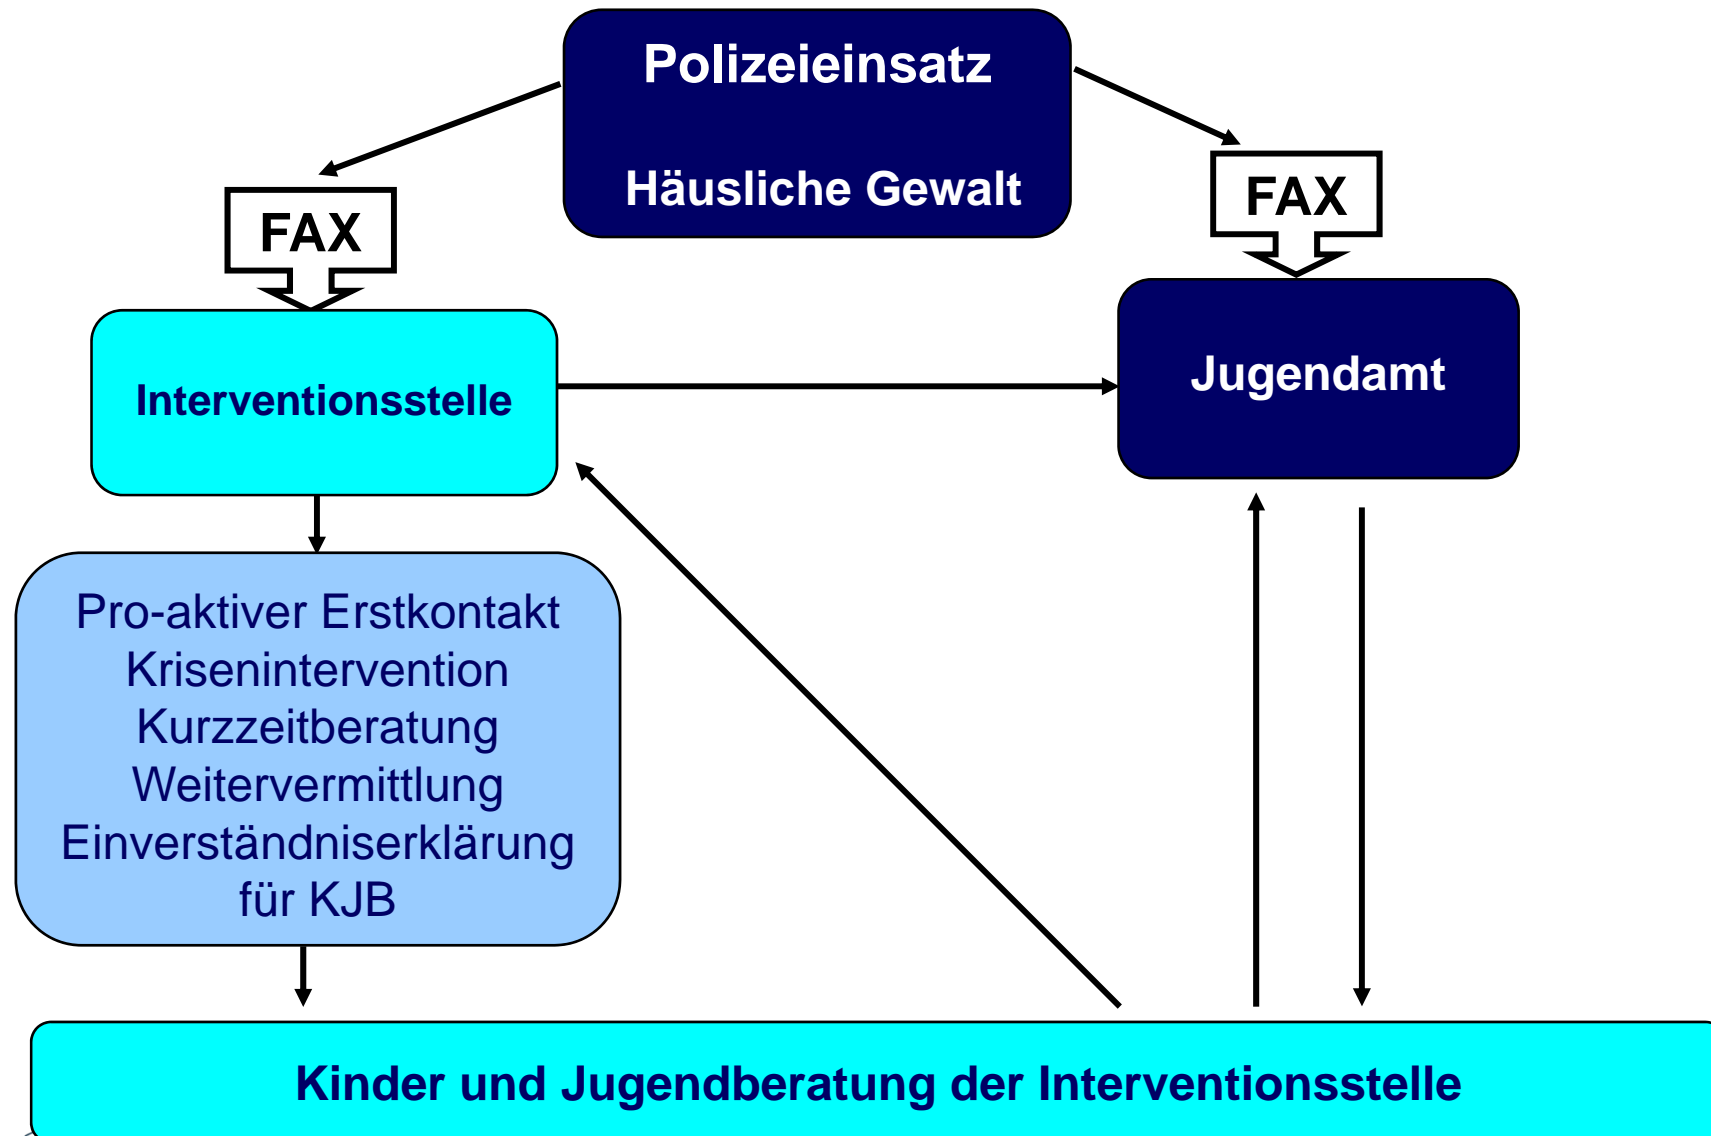 Polizeieinsatz
Häusliche Gewalt
FAX
FAX
Interventionsstelle
Jugendamt
Pro-aktiver Erstkontakt
Krisenintervention
Kurzzeitberatung
Weitervermittlung
Einverständniserklärung
für KJB
Kinder und Jugendberatung der Interventionsstelle